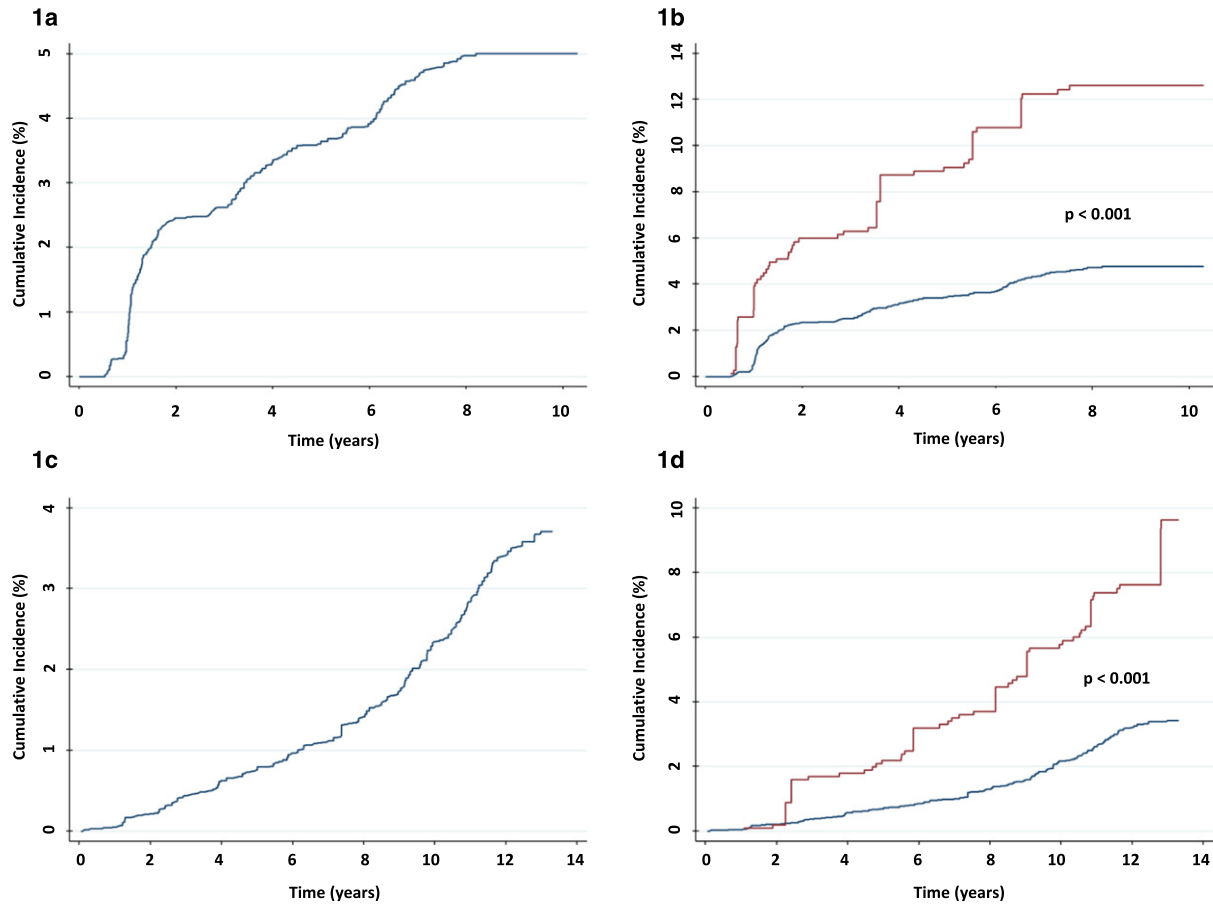 1a
Cumulative Incidence (%)
5
4
3
2
1
0
0 2 4 6 8 10
Time (years)
1b
Cumulative Incidence (%)
14
12
10
8
6
4
2
0
p < 0.001
0 2 4 6 8 10
Time (years)
1c
Cumulative Incidence (%)
4
3
2
1
0
0 2 4 6 8 10 12 14
Time (years)
1d
Cumulative Incidence (%)
10
8
6
4
2
0
p < 0.001
0 2 4 6 8 10 12 14
Time (years)